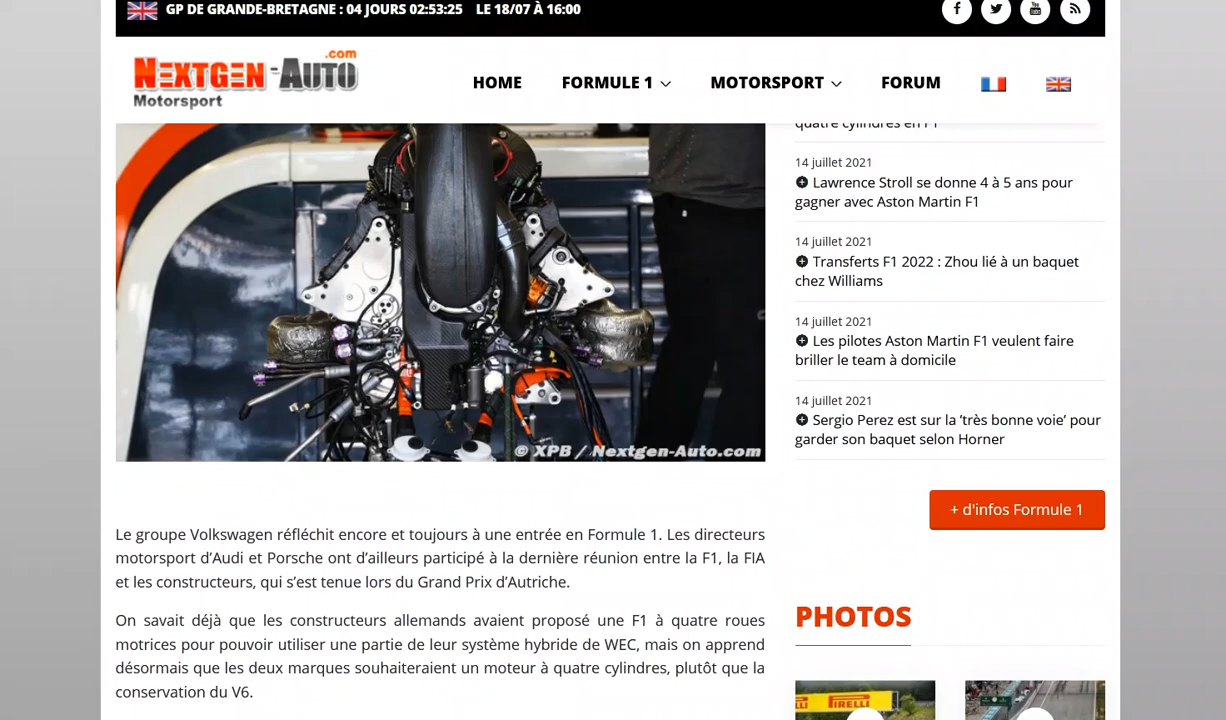 GP DE GRANDE-BRETAGNE : 04 JOURS 02:53:25 LE 18/07 À 16:00
NEXTGEN-AUTO.com
Motorsport
HOME FORMULE 1 MOTORSPORT FORUM
quatre cylindres en F1
14 juillet 2021
Lawrence Stroll se donne 4 à 5 ans pour
gagner avec Aston Martin F1
14 juillet 2021
Transferts F1 2022 : Zhou lié à un baquet
chez Williams
14 juillet 2021
Les pilotes Aston Martin F1 veulent faire
briller le team à domicile
14 juillet 2021
Sergio Perez est sur la ’très bonne voie’ pour
garder son baquet selon Horner
© XPB / Nextgen-Auto.com
+ d'infos Formule 1
Le groupe Volkswagen réfléchit encore et toujours à une entrée en Formule 1. Les directeurs
motorsport d’Audi et Porsche ont d’ailleurs participé à la dernière réunion entre la F1, la FIA
et les constructeurs, qui s’est tenue lors du Grand Prix d’Autriche.
On savait déjà que les constructeurs allemands avaient proposé une F1 à quatre roues
motrices pour pouvoir utiliser une partie de leur système hybride de WEC, mais on apprend
désormais que les deux marques souhaiteraient un moteur à quatre cylindres, plutôt que la
conservation du V6.
PHOTOS
PIRELLI